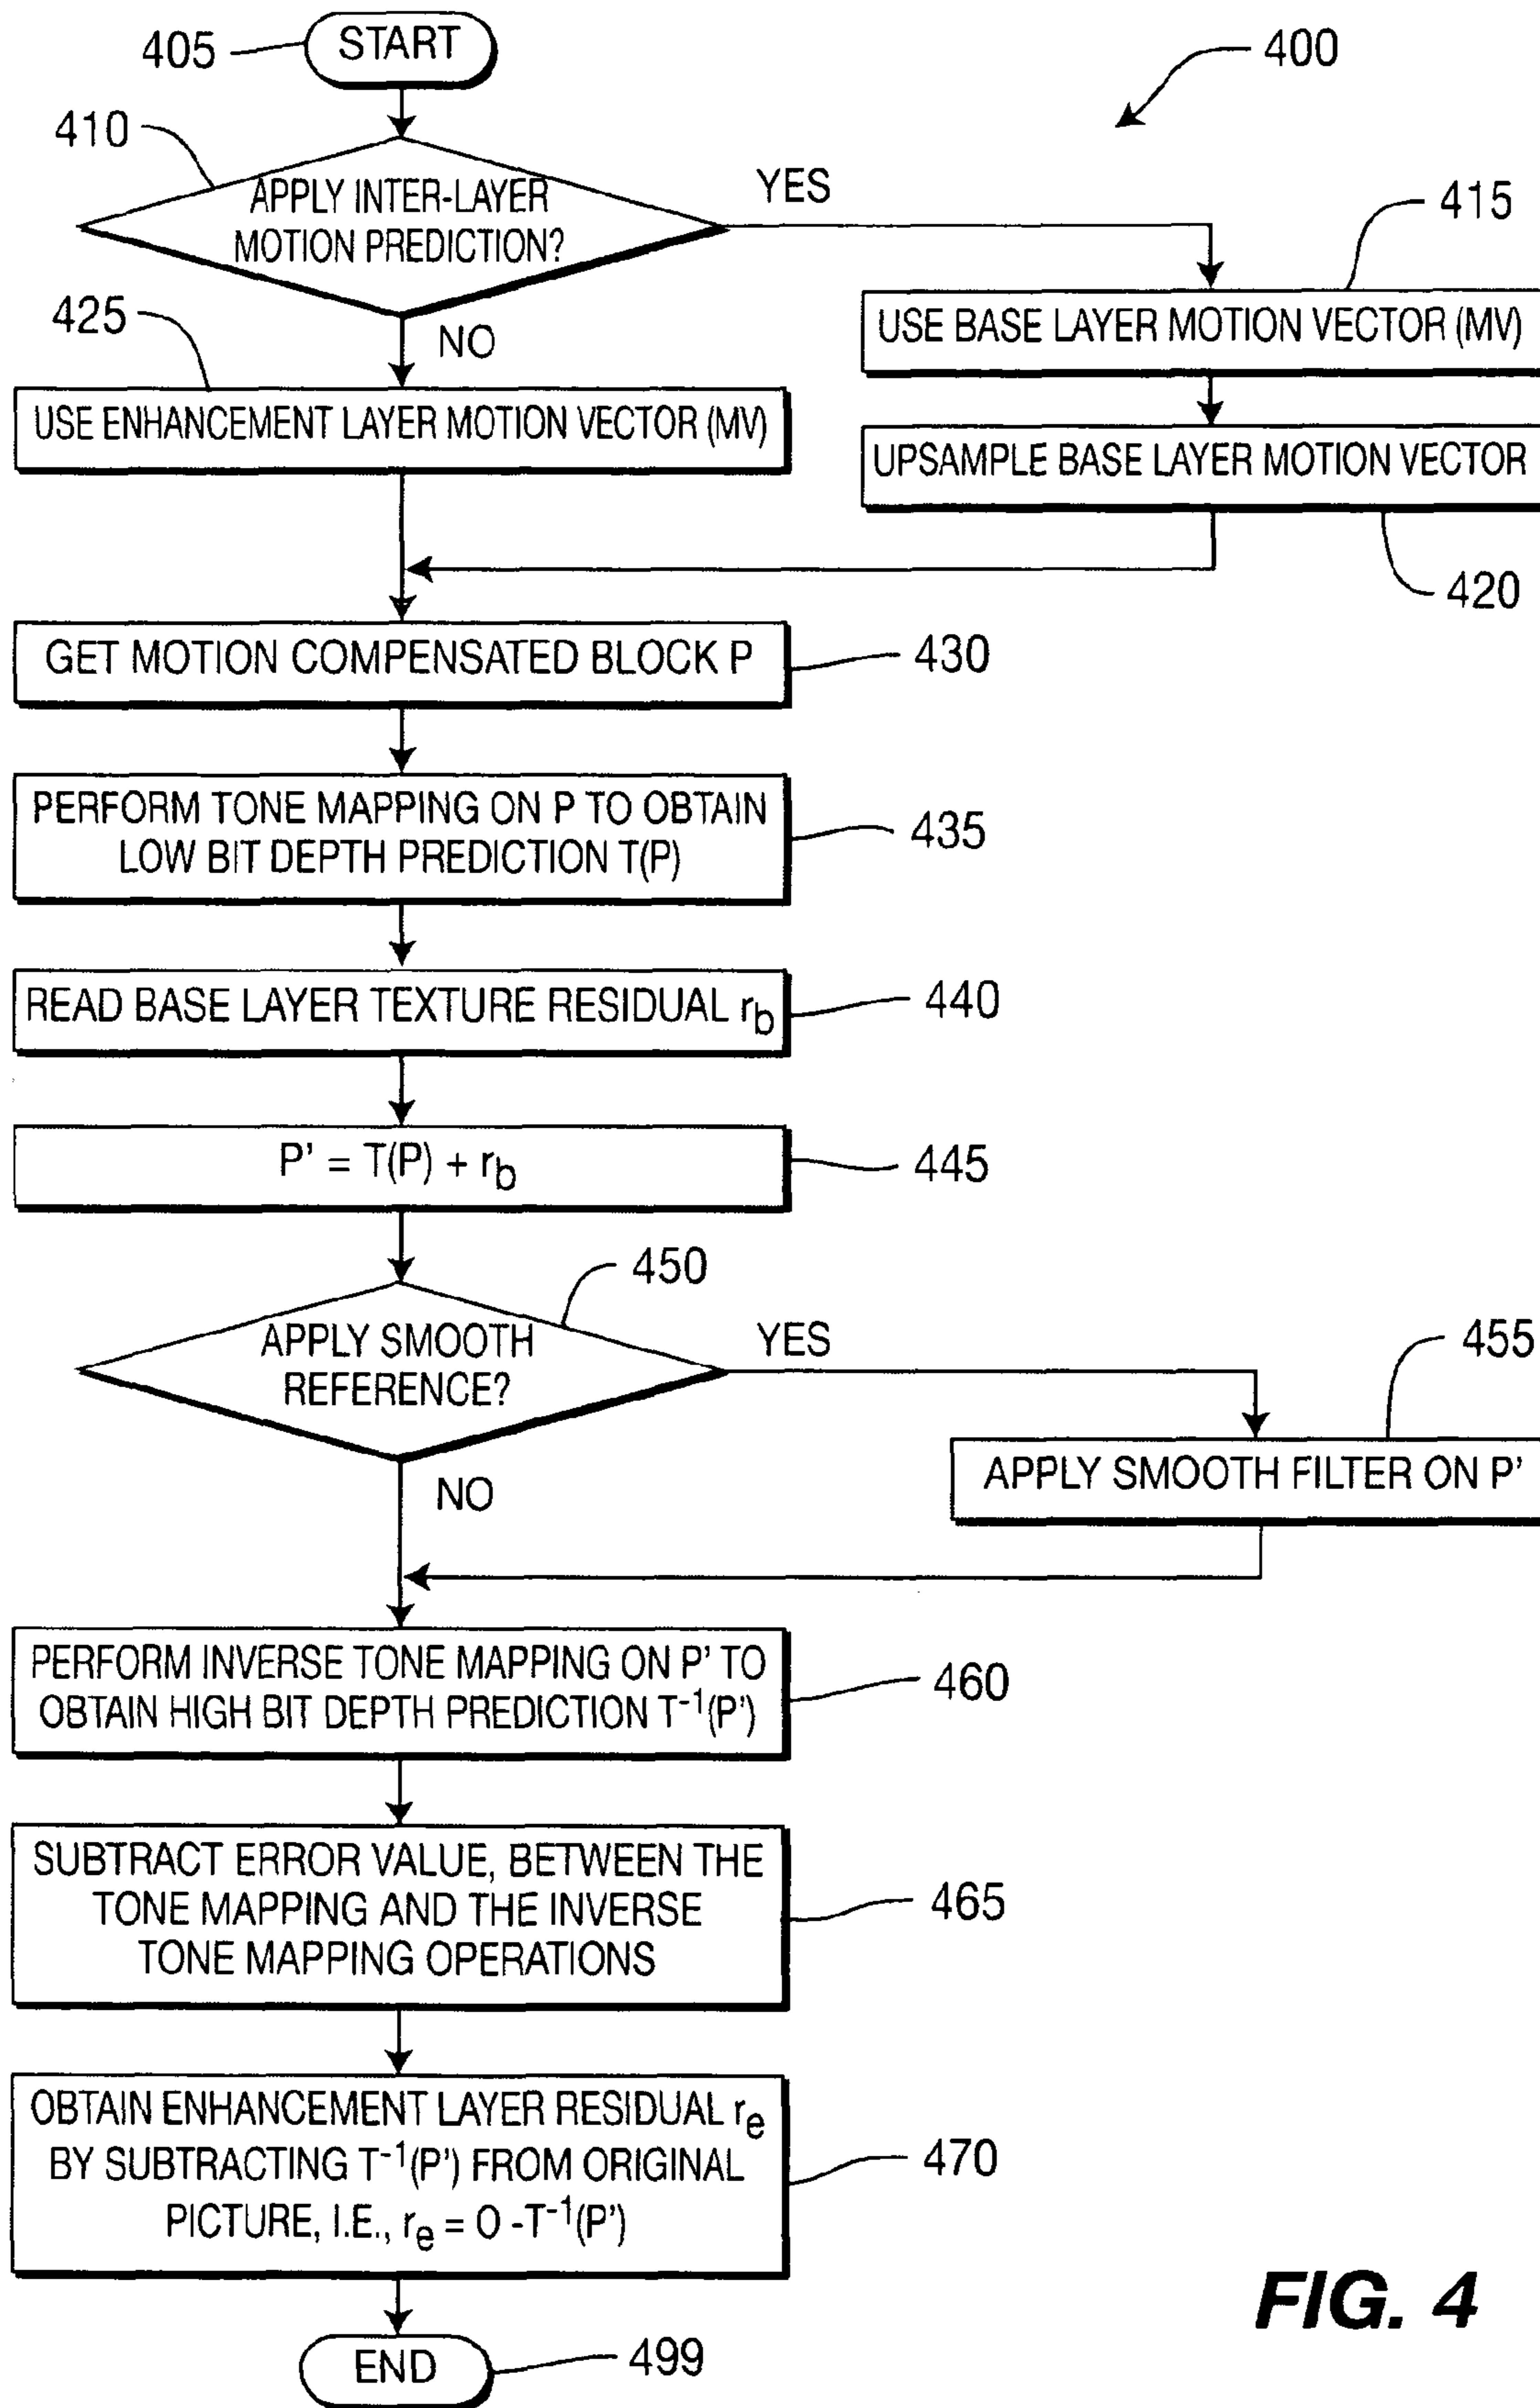 START
405
400
410
APPLY INTER-LAYER
MOTION PREDICTION?
YES
415
425
NO
USE BASE LAYER MOTION VECTOR (MV)
USE ENHANCEMENT LAYER MOTION VECTOR (MV)
UPSAMPLE BASE LAYER MOTION VECTOR
420
GET MOTION COMPENSATED BLOCK P
430
PERFORM TONE MAPPING ON P TO OBTAIN
LOW BIT DEPTH PREDICTION T(P)
435
READ BASE LAYER TEXTURE RESIDUAL rb
440
P' = T(P) + rb
445
450
APPLY SMOOTH
REFERENCE?
YES
455
NO
APPLY SMOOTH FILTER ON P'
PERFORM INVERSE TONE MAPPING ON P' TO
OBTAIN HIGH BIT DEPTH PREDICTION T-1(P')
460
SUBTRACT ERROR VALUE, BETWEEN THE
TONE MAPPING AND THE INVERSE
TONE MAPPING OPERATIONS
465
OBTAIN ENHANCEMENT LAYER RESIDUAL re
BY SUBTRACTING T-1(P') FROM ORIGINAL
PICTURE, I.E., re = O -T-1(P')
470
END
499
FIG. 4